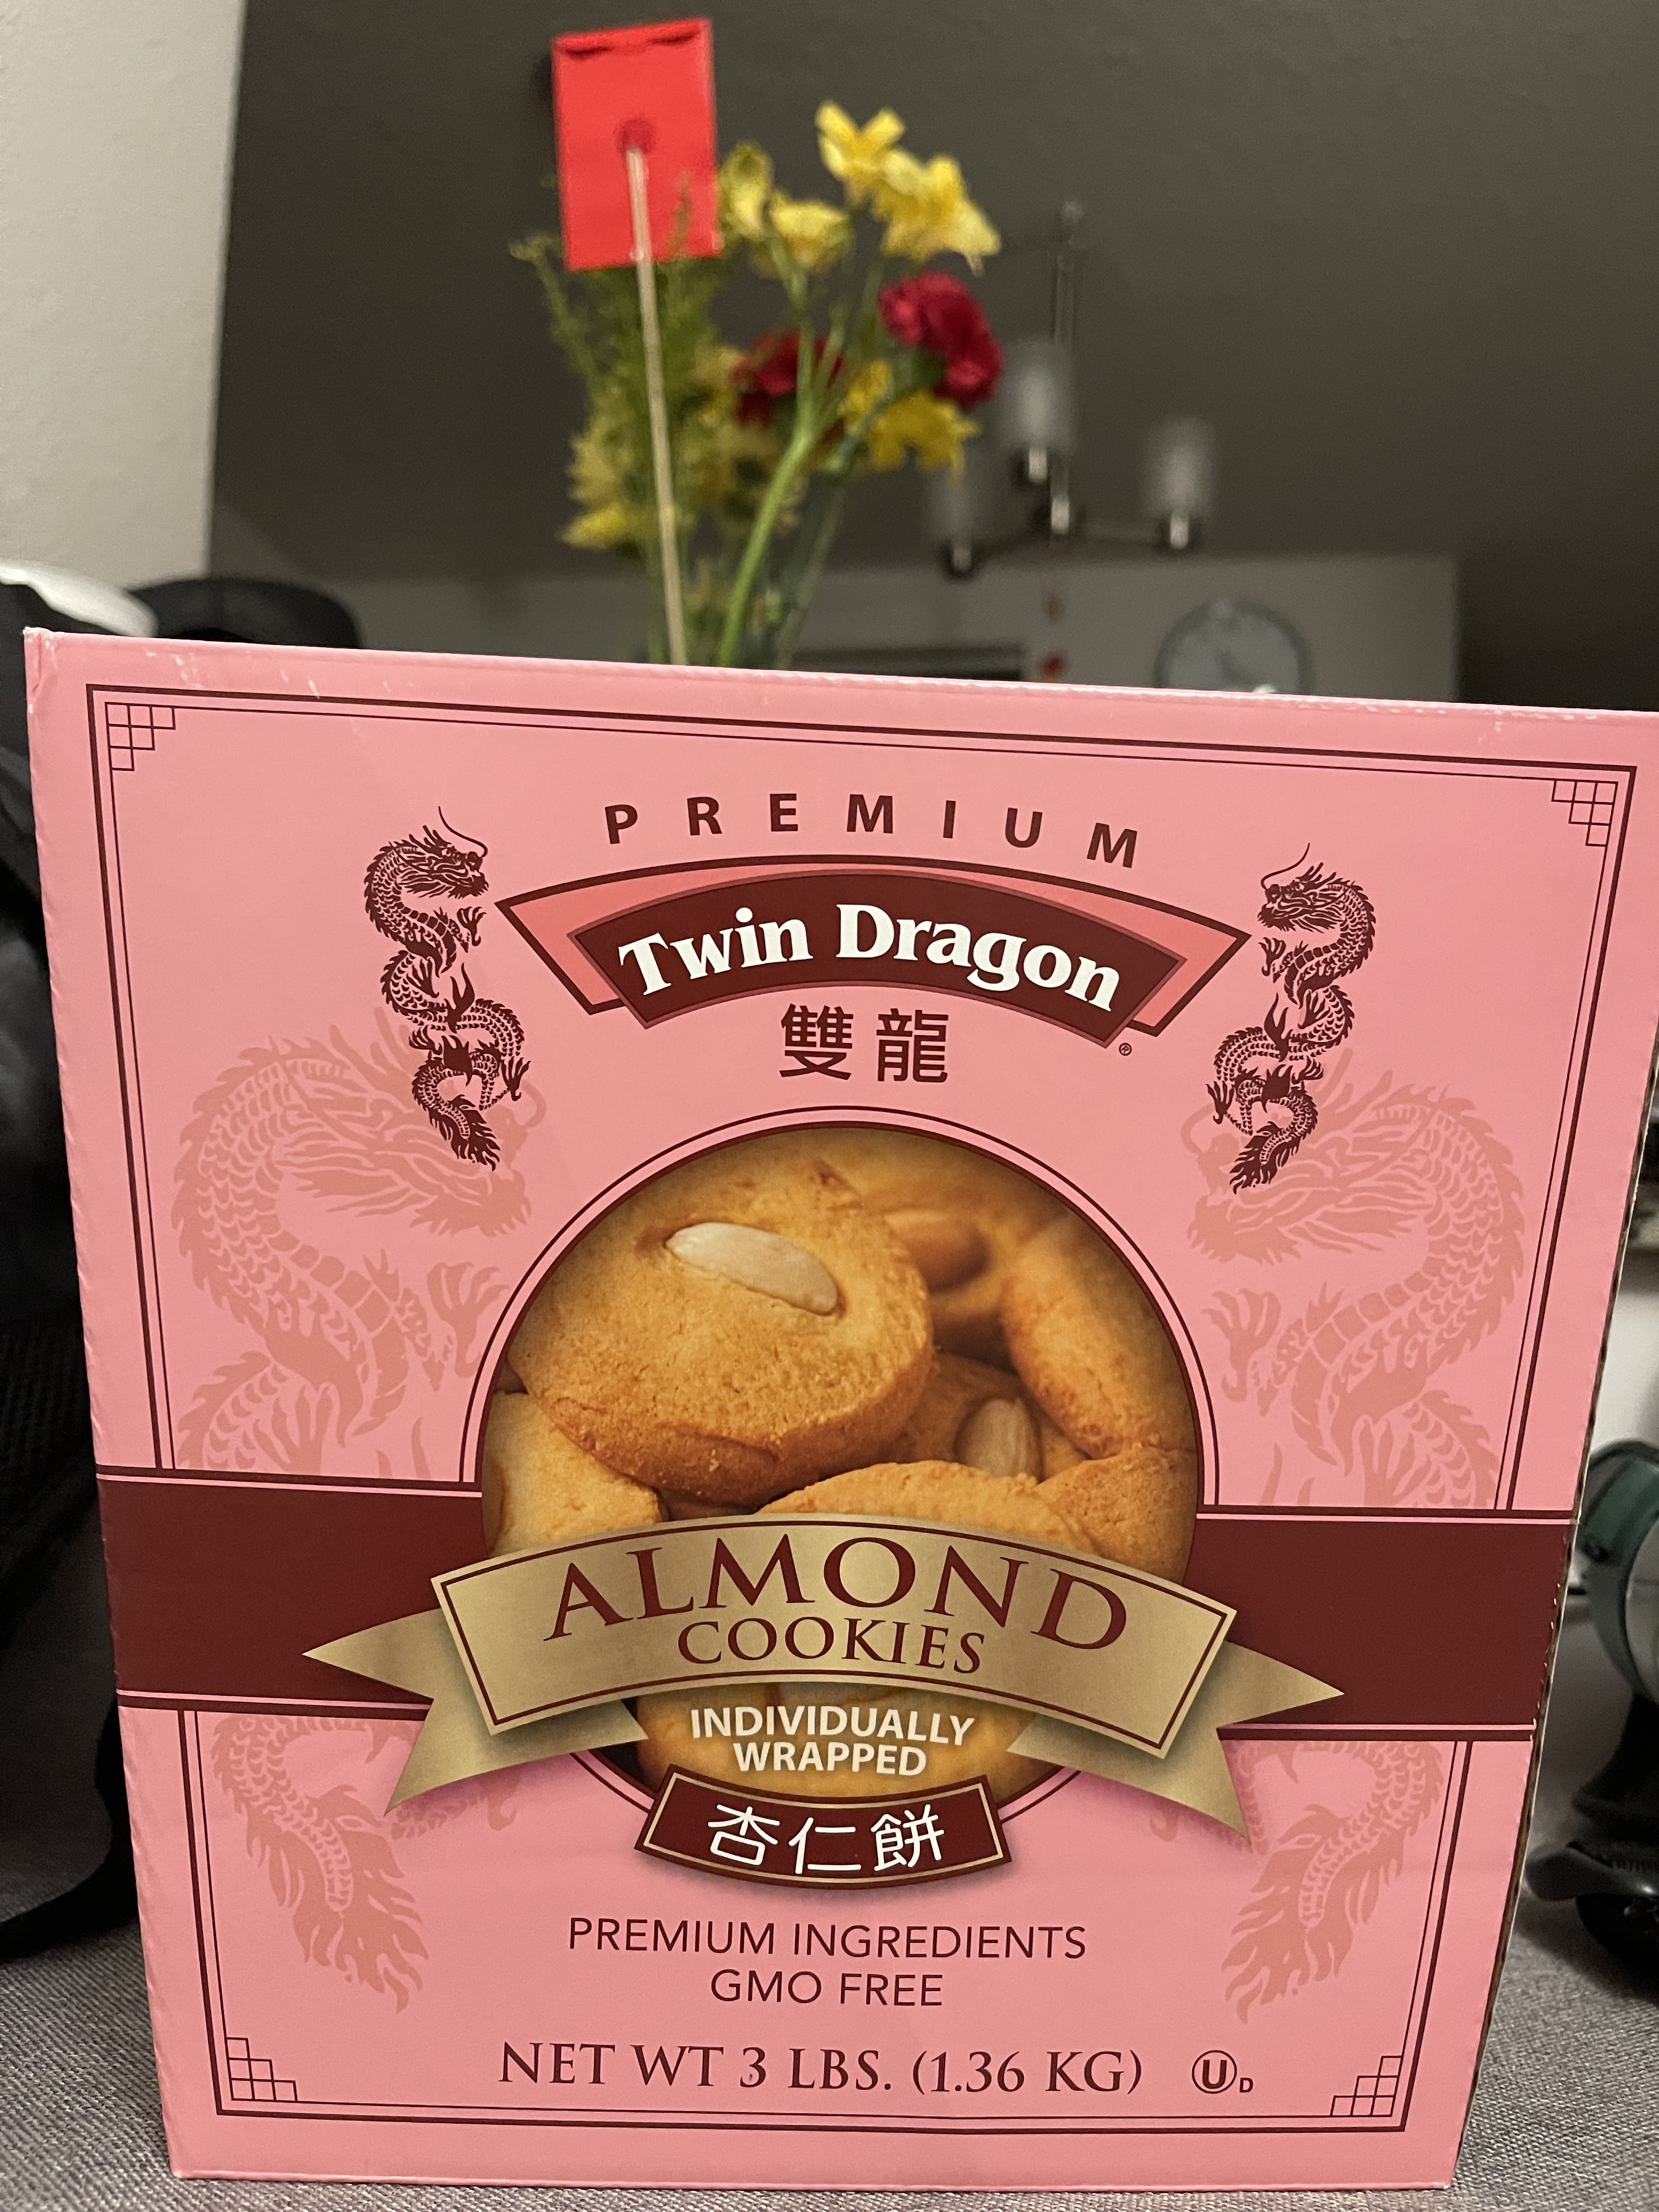 PREMIUM
Twin Dragon
®
雙龍
ALMOND
COOKIES
INDIVIDUALLY
WRAPPED
杏仁餅
PREMIUM INGREDIENTS
GMO FREE
NET WT 3 LBS. (1.36 KG) Ⓤ D